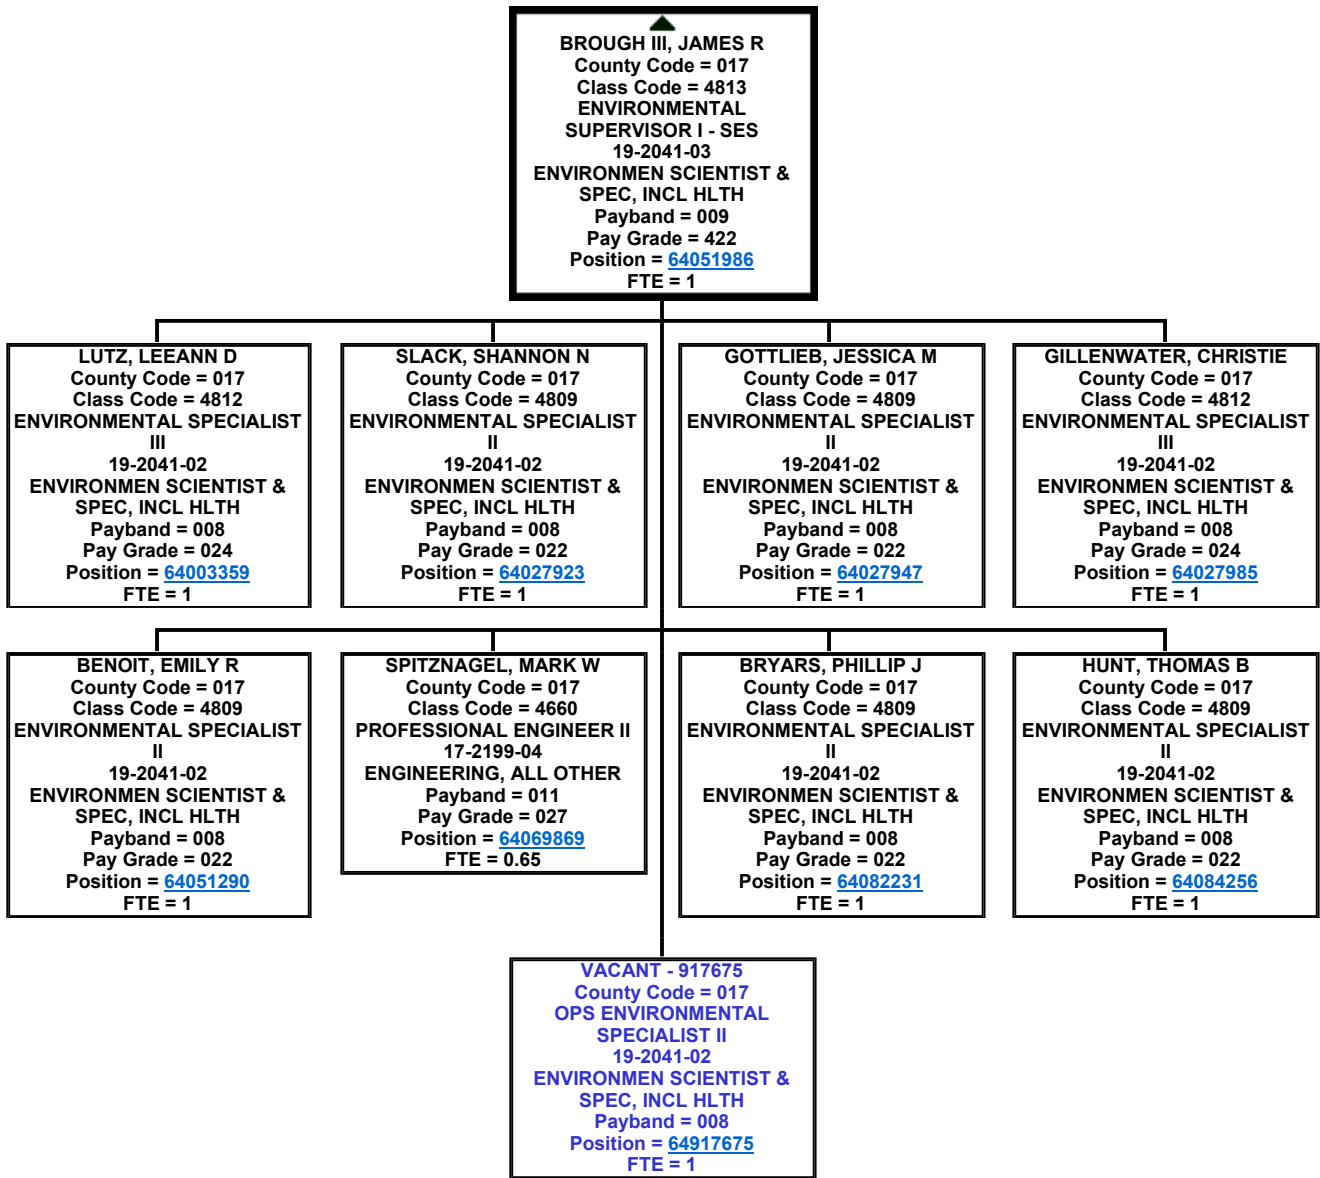 BROUGH III, JAMES R
County Code = 017
Class Code = 4813
ENVIRONMENTAL
SUPERVISOR I - SES
19-2041-03
ENVIRONMEN SCIENTIST &
SPEC, INCL HLTH
Payband = 009
Pay Grade = 422
Position = 64051986
FTE = 1
LUTZ, LEEANN D
County Code = 017
Class Code = 4812
ENVIRONMENTAL SPECIALIST
III
19-2041-02
ENVIRONMEN SCIENTIST &
SPEC, INCL HLTH
Payband = 008
Pay Grade = 024
Position = 64003359
FTE = 1
SLACK, SHANNON N
County Code = 017
Class Code = 4809
ENVIRONMENTAL SPECIALIST
II
19-2041-02
ENVIRONMEN SCIENTIST &
SPEC, INCL HLTH
Payband = 008
Pay Grade = 022
Position = 64027923
FTE = 1
GOTTLIEB, JESSICA M
County Code = 017
Class Code = 4809
ENVIRONMENTAL SPECIALIST
II
19-2041-02
ENVIRONMEN SCIENTIST &
SPEC, INCL HLTH
Payband = 008
Pay Grade = 022
Position = 64027947
FTE = 1
GILLENWATER, CHRISTIE
County Code = 017
Class Code = 4812
ENVIRONMENTAL SPECIALIST
III
19-2041-02
ENVIRONMEN SCIENTIST &
SPEC, INCL HLTH
Payband = 008
Pay Grade = 024
Position = 64027985
FTE = 1
BENOIT, EMILY R
County Code = 017
Class Code = 4809
ENVIRONMENTAL SPECIALIST
II
19-2041-02
ENVIRONMEN SCIENTIST &
SPEC, INCL HLTH
Payband = 008
Pay Grade = 022
Position = 64051290
FTE = 1
SPITZNAGEL, MARK W
County Code = 017
Class Code = 4660
PROFESSIONAL ENGINEER II
17-2199-04
ENGINEERING, ALL OTHER
Payband = 011
Pay Grade = 027
Position = 64069869
FTE = 0.65
BRYARS, PHILLIP J
County Code = 017
Class Code = 4809
ENVIRONMENTAL SPECIALIST
II
19-2041-02
ENVIRONMEN SCIENTIST &
SPEC, INCL HLTH
Payband = 008
Pay Grade = 022
Position = 64082231
FTE = 1
HUNT, THOMAS B
County Code = 017
Class Code = 4809
ENVIRONMENTAL SPECIALIST
II
19-2041-02
ENVIRONMEN SCIENTIST &
SPEC, INCL HLTH
Payband = 008
Pay Grade = 022
Position = 64084256
FTE = 1
VACANT - 917675
County Code = 017
OPS ENVIRONMENTAL
SPECIALIST II
19-2041-02
ENVIRONMEN SCIENTIST &
SPEC, INCL HLTH
Payband = 008
Position = 64917675
FTE = 1